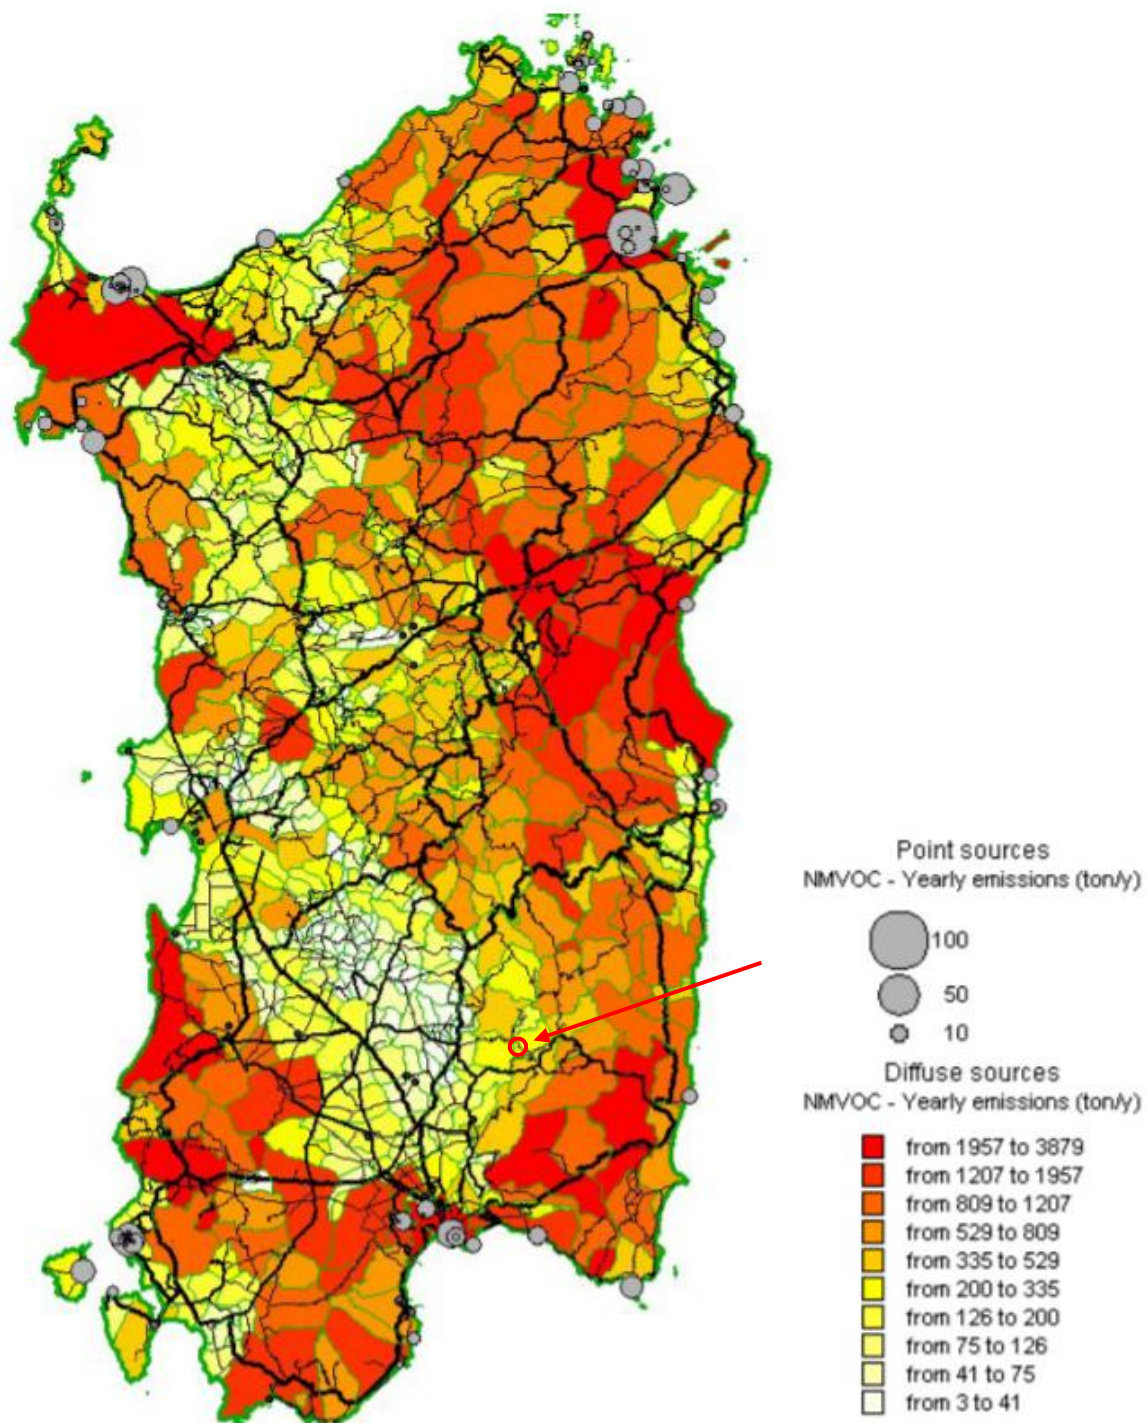 Point sources
NMVOC - Yearly emissions (ton/y)
100
50
10
Diffuse sources
NMVOC - Yearly emissions (ton/y)
from 1957 to 3879
from 1207 to 1957
from 809 to 1207
from 529 to 809
from 335 to 529
from 200 to 335
from 126 to 200
from 75 to 126
from 41 to 75
from 3 to 41